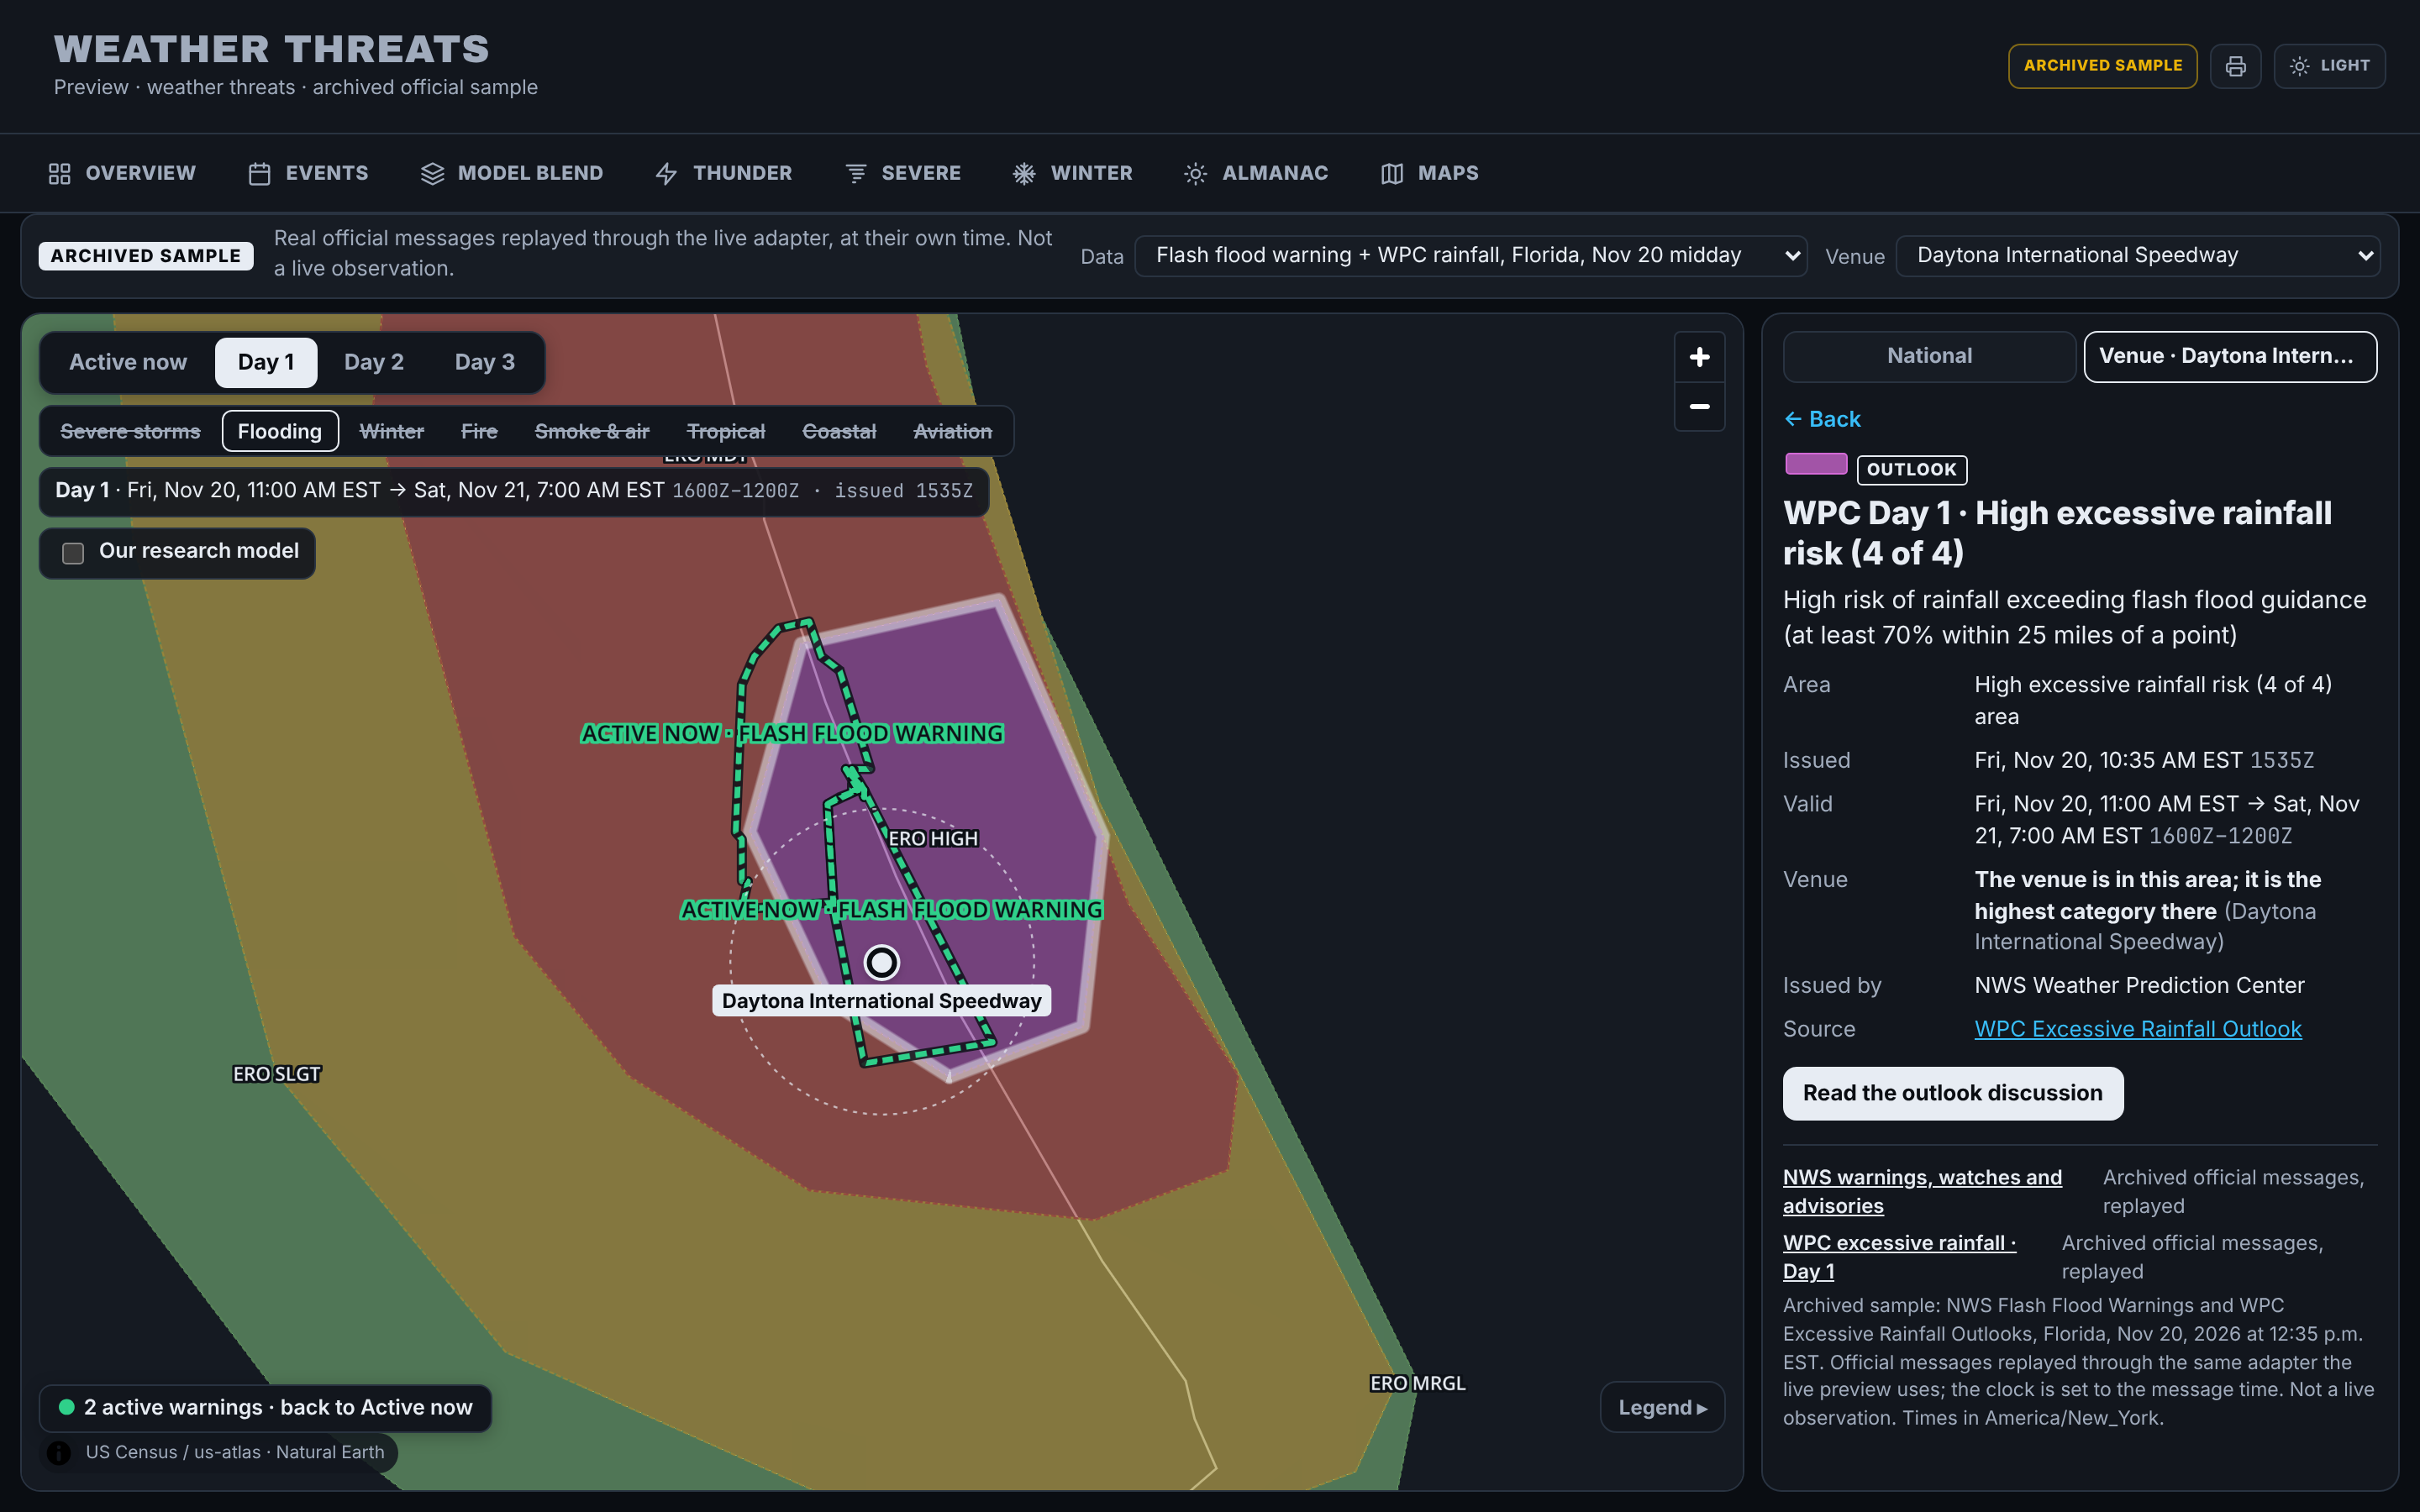 WEATHER THREATS
Preview · weather threats · archived official sample
ARCHIVED SAMPLE
LIGHT
OVERVIEW
EVENTS
MODEL BLEND
THUNDER
SEVERE
WINTER
ALMANAC
MAPS
ARCHIVED SAMPLE
Real official messages replayed through the live adapter, at their own time. Not
a live observation.
Data
Flash flood warning + WPC rainfall, Florida, Nov 20 midday
Venue
Daytona International Speedway
Active now
Day 1
Day 2
Day 3
Severe storms
Flooding
Winter
Fire
Smoke & air
Tropical
Coastal
Aviation
ERO MDT
Day 1 · Fri, Nov 20, 11:00 AM EST → Sat, Nov 21, 7:00 AM EST 1600Z–1200Z · issued 1535Z
Our research model
+
−
ACTIVE NOW · FLASH FLOOD WARNING
ERO HIGH
ACTIVE NOW · FLASH FLOOD WARNING
Daytona International Speedway
ERO SLGT
ERO MRGL
2 active warnings · back to Active now
Legend ▸
US Census / us-atlas · Natural Earth
National
Venue · Daytona Intern...
← Back
OUTLOOK
WPC Day 1 · High excessive rainfall
risk (4 of 4)
High risk of rainfall exceeding flash flood guidance
(at least 70% within 25 miles of a point)
Area
High excessive rainfall risk (4 of 4)
area
Issued
Fri, Nov 20, 10:35 AM EST 1535Z
Valid
Fri, Nov 20, 11:00 AM EST → Sat, Nov
21, 7:00 AM EST 1600Z–1200Z
Venue
The venue is in this area; it is the
highest category there (Daytona
International Speedway)
Issued by
NWS Weather Prediction Center
Source
WPC Excessive Rainfall Outlook
Read the outlook discussion
NWS warnings, watches and
advisories
Archived official messages,
replayed
WPC excessive rainfall ·
Day 1
Archived official messages,
replayed
Archived sample: NWS Flash Flood Warnings and WPC
Excessive Rainfall Outlooks, Florida, Nov 20, 2026 at 12:35 p.m.
EST. Official messages replayed through the same adapter the
live preview uses; the clock is set to the message time. Not a live
observation. Times in America/New_York.